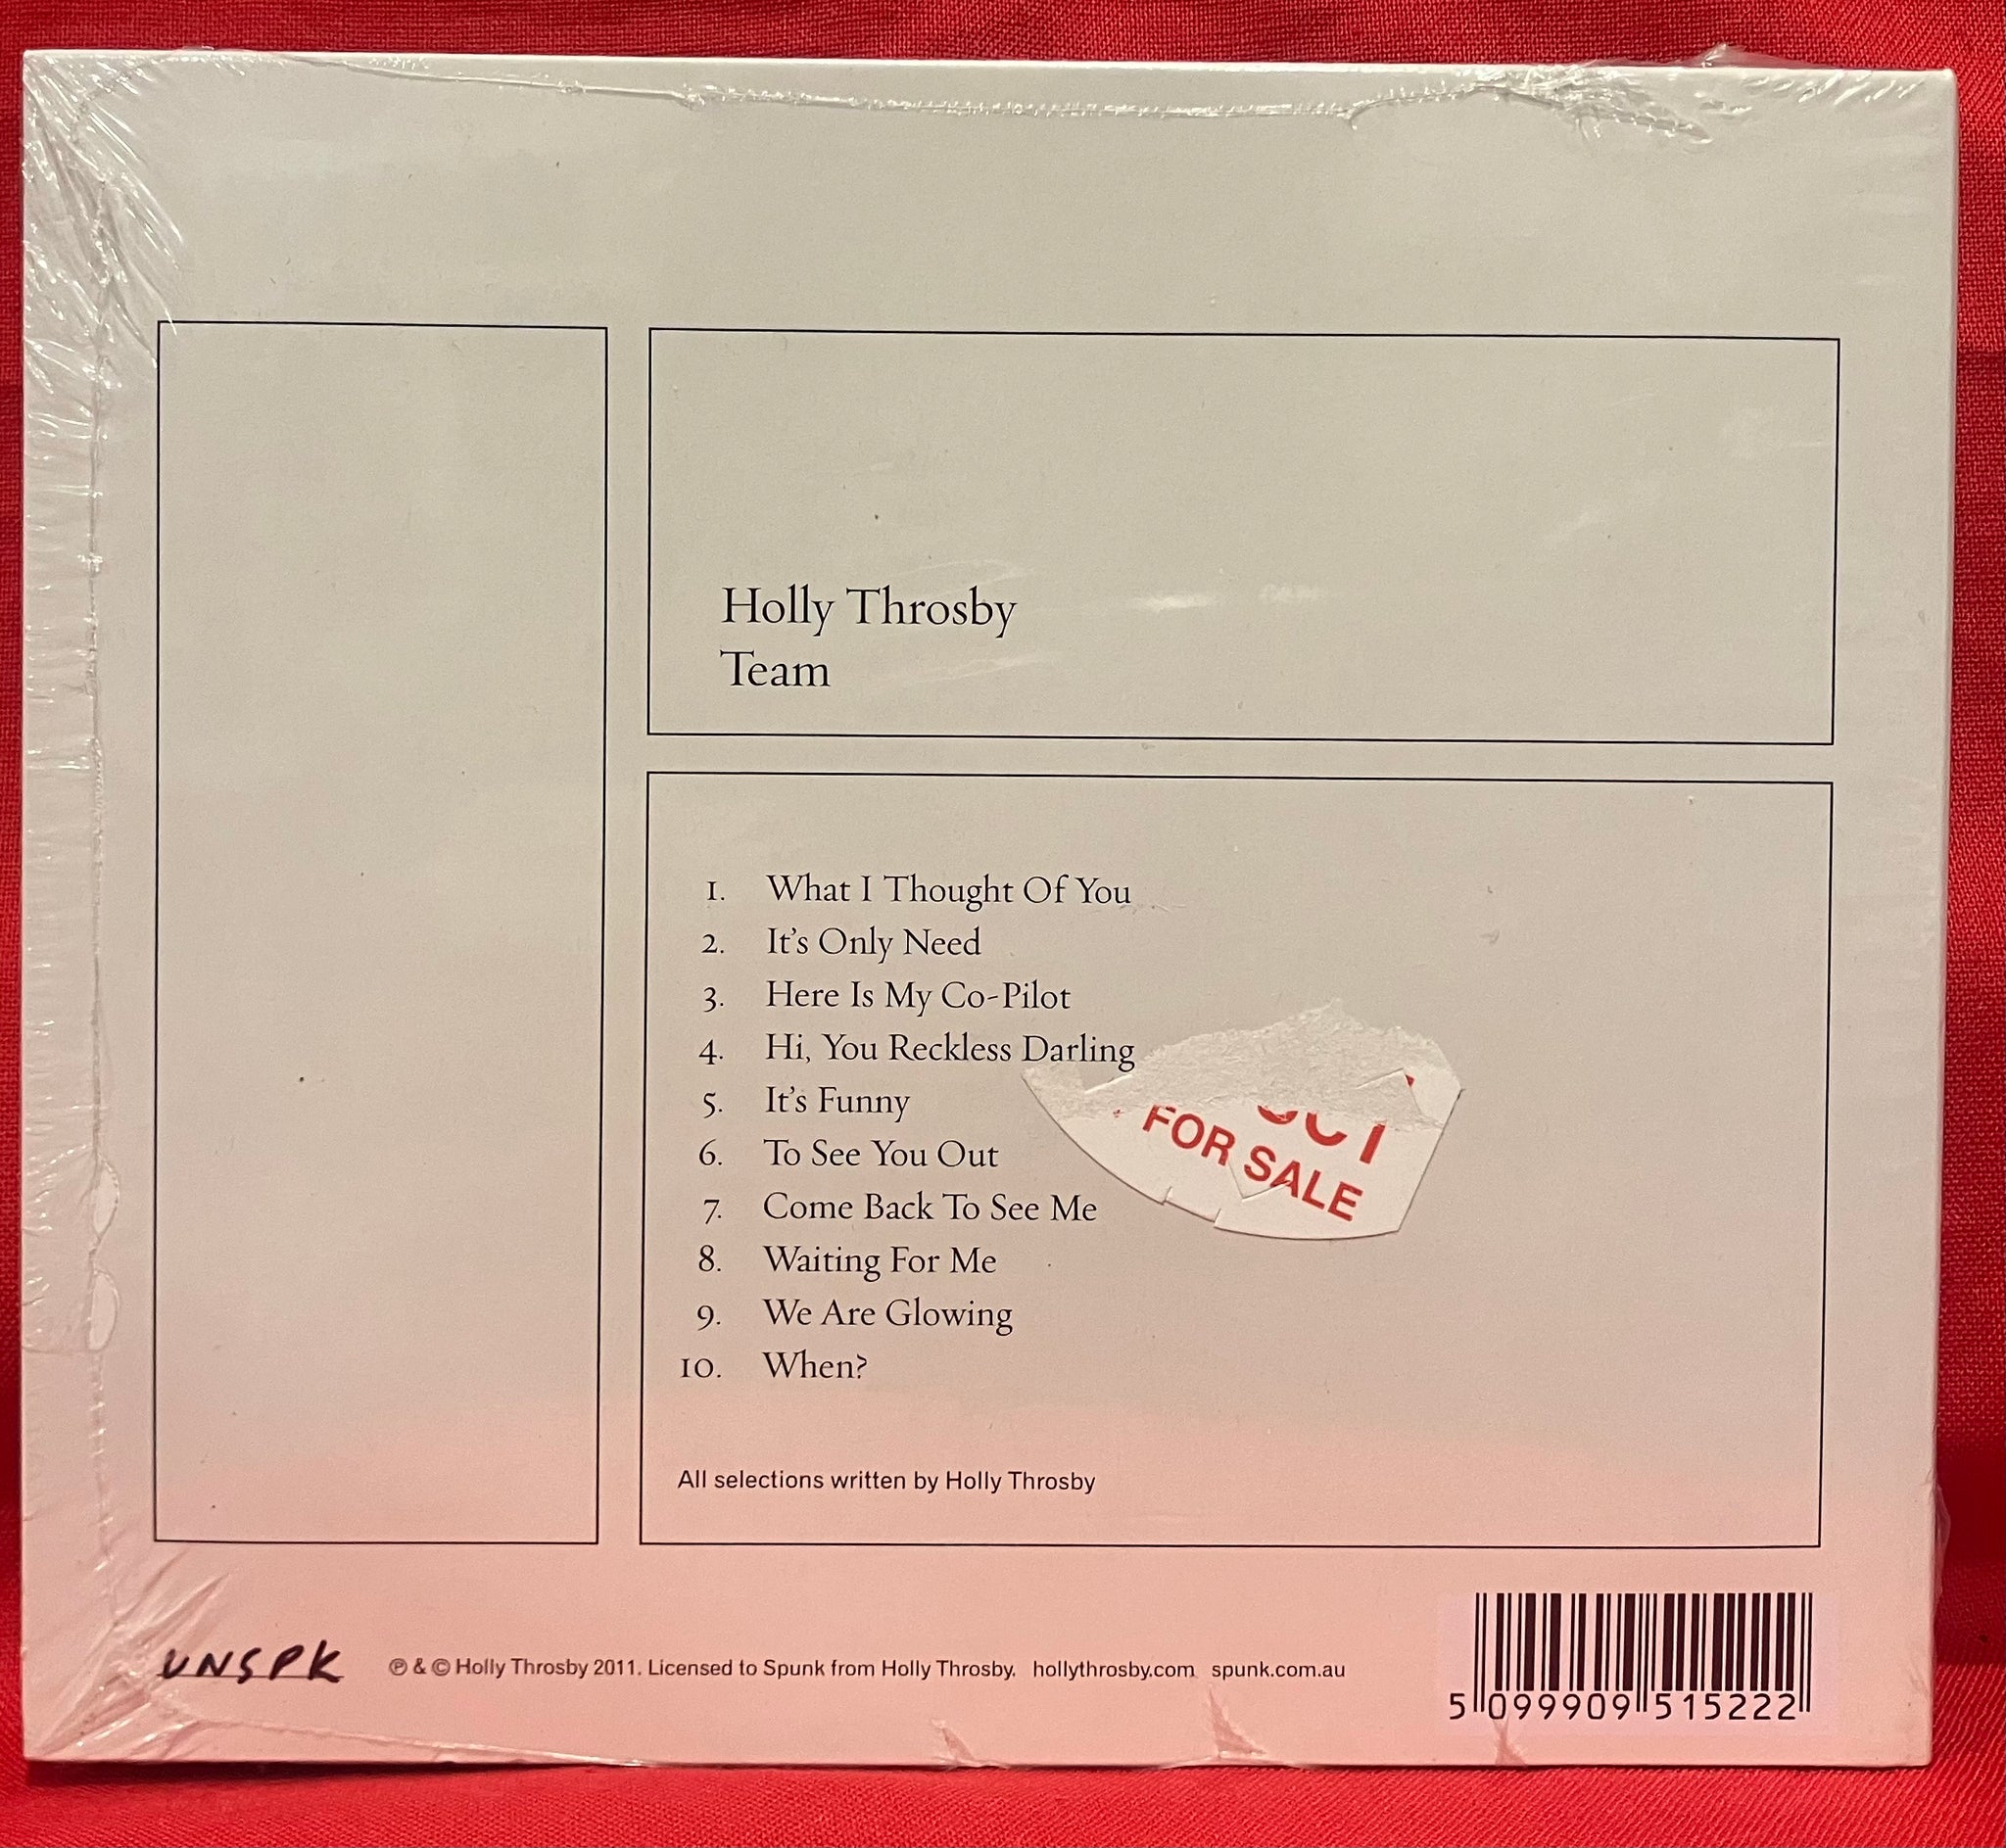 Holly Throsby
Team
1. What I Thought Of You
2. It's Only Need
3. Here Is My Co-Pilot
4. Hi, You Reckless Darling
5. It's Funny
6. To See You Out
7. Come Back To See Me
8. Waiting For Me
9. We Are Glowing
10. When?
FOR SALE
All selections written by Holly Throsby
UNSPK
℗ & © Holly Throsby 2011. Licensed to Spunk from Holly Throsby. hollythrosby.com spunk.com.au
5 099909 515222